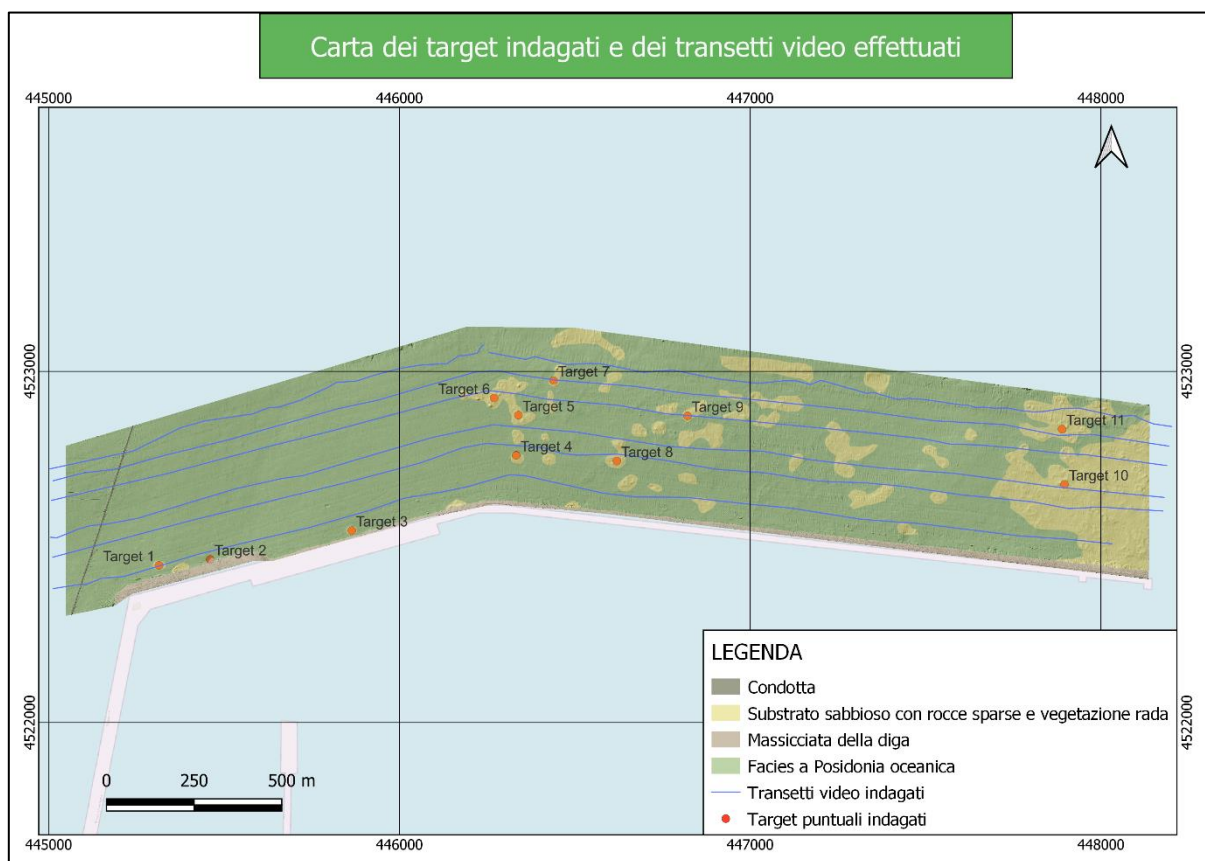 Carta dei target indagati e dei transetti video effettuati
445000
446000
447000
448000
4523000
4523000
Target 7
Target 6
Target 5
Target 9
Target 11
Target 4
Target 8
Target 10
Target 3
Target 2
Target 1
4522000
4522000
LEGENDA
Condotta
Substrato sabbioso con rocce sparse e vegetazione rada
Massicciata della diga
Facies a Posidonia oceanica
Transetti video indagati
Target puntuali indagati
0 250 500 m
445000
446000
447000
448000